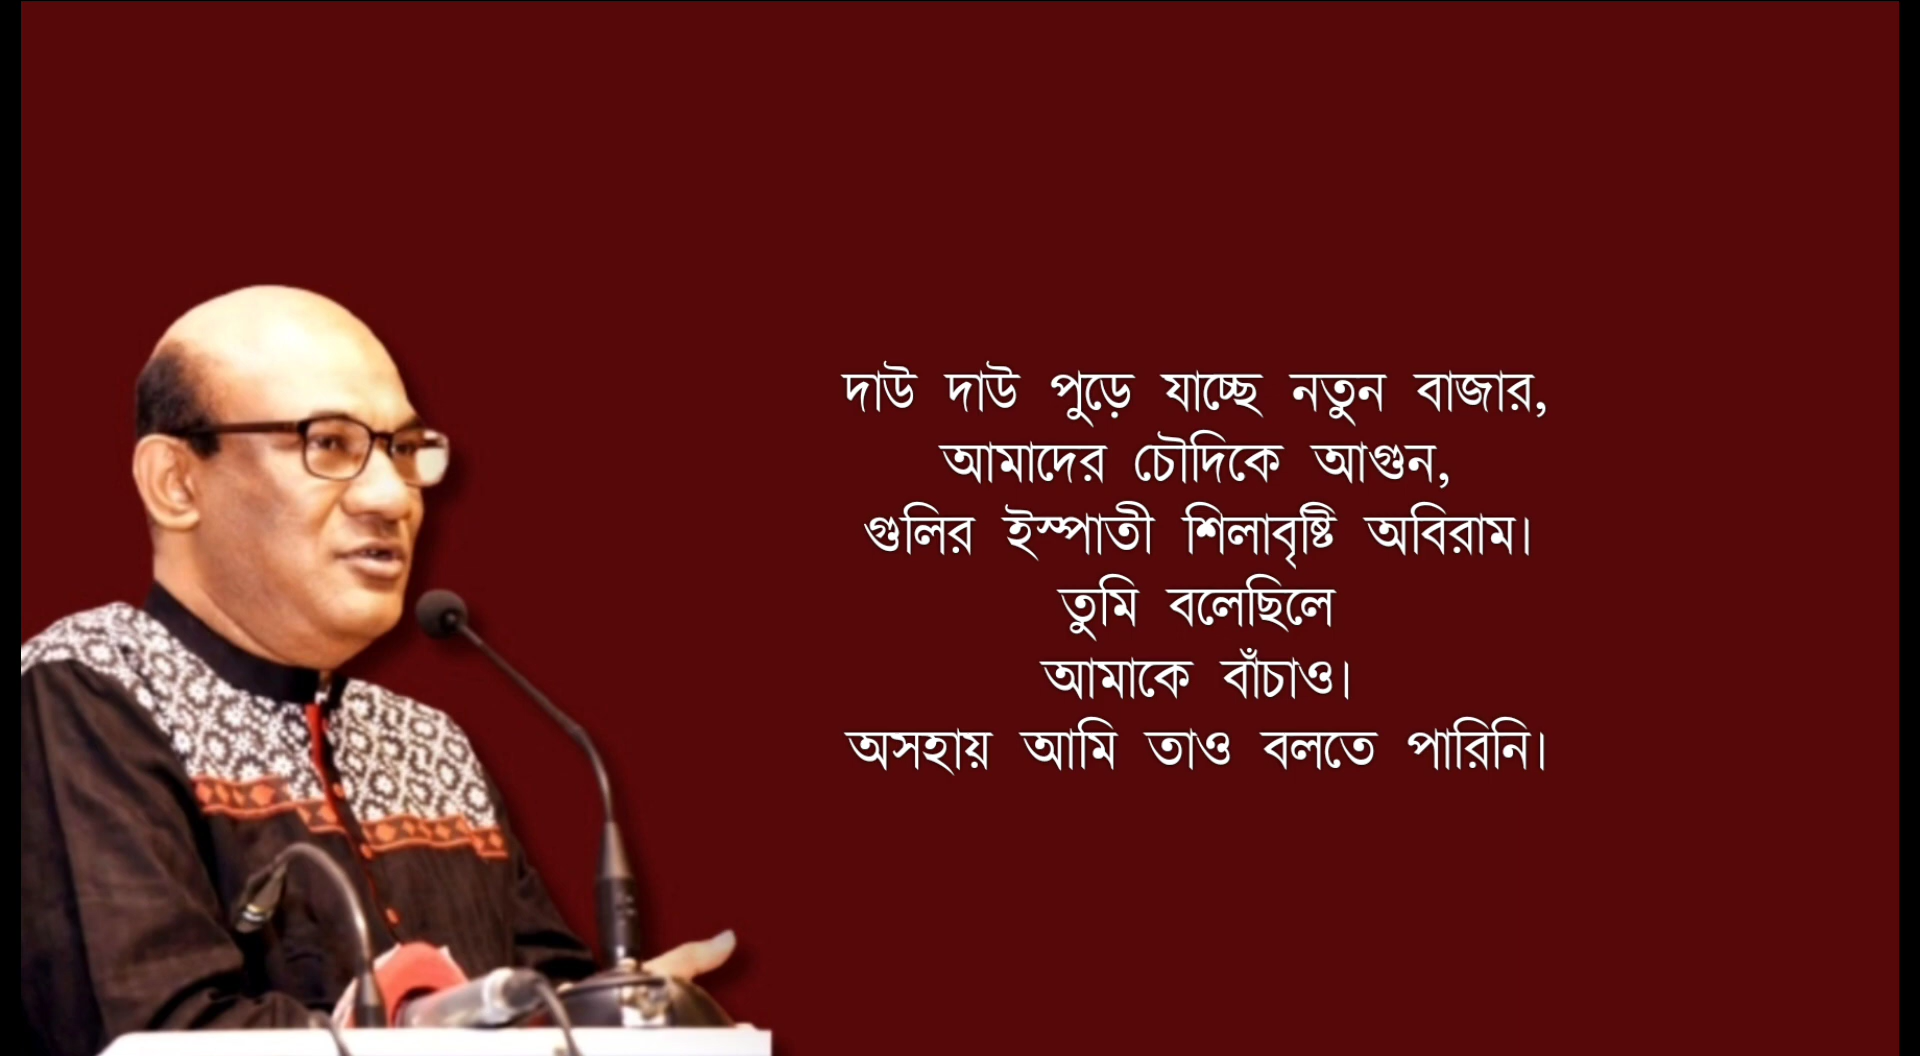 দাউ দাউ পুড়ে যাচ্ছে নতুন বাজার,
আমাদের চৌদিকে আগুন,
গুলির ইস্পাতী শিলাবৃষ্টি অবিরাম।
তুমি বলেছিলে
আমাকে বাঁচাও।
অসহায় আমি তাও বলতে পারিনি।